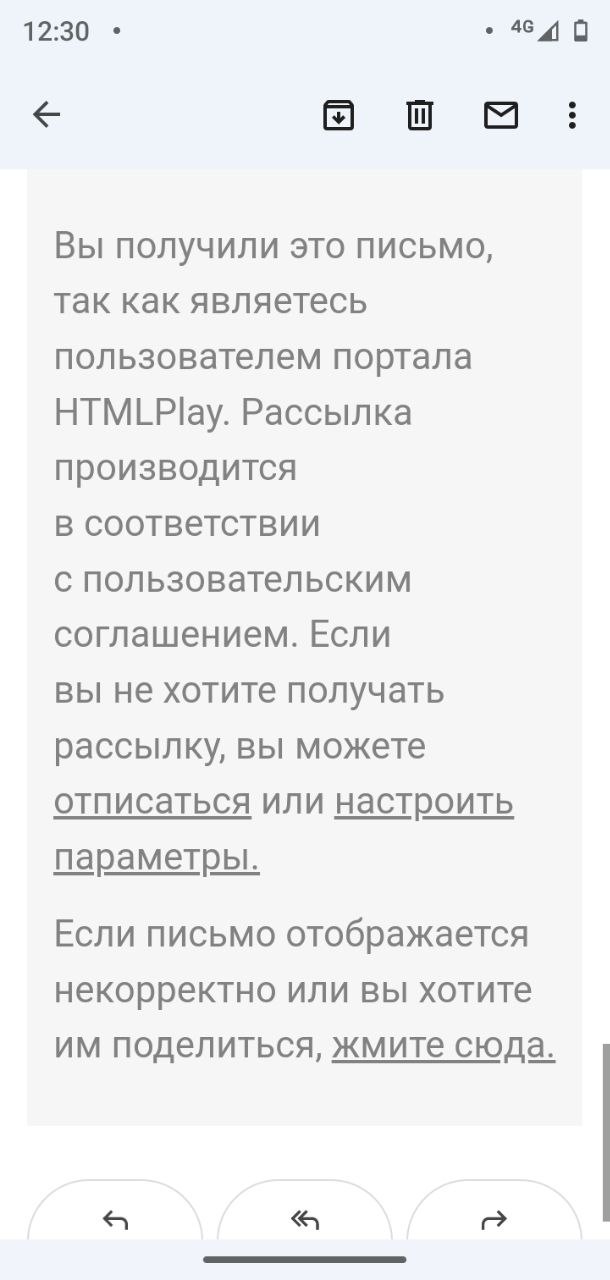 12:30
4G
Вы получили это письмо,
так как являетесь
пользователем портала
HTMLPlay. Рассылка
производится
в соответствии
с пользовательским
соглашением. Если
вы не хотите получать
рассылку, вы можете
отписаться или настроить
параметры.
Если письмо отображается
некорректно или вы хотите
им поделиться, жмите сюда.